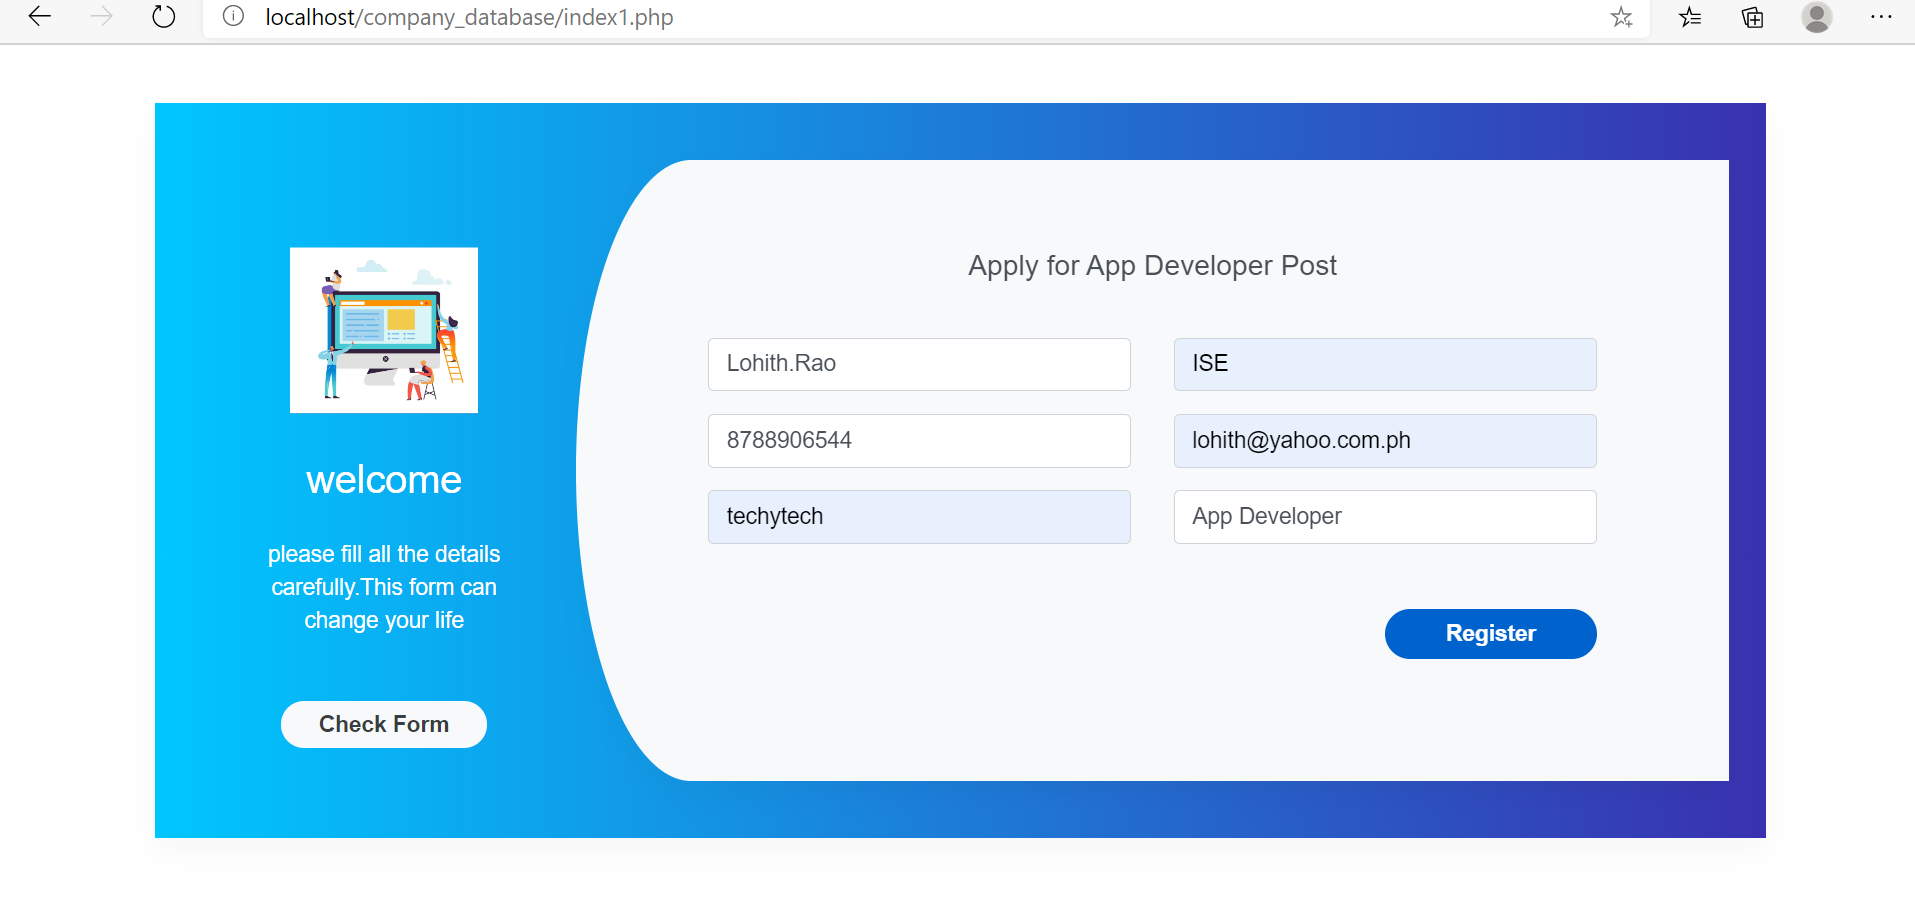 localhost/company_database/index1.php
Apply for App Developer Post
Lohith.Rao
ISE
8788906544
lohith@yahoo.com.ph
techytech
App Developer
Register
welcome
please fill all the details
carefully.This form can
change your life
Check Form